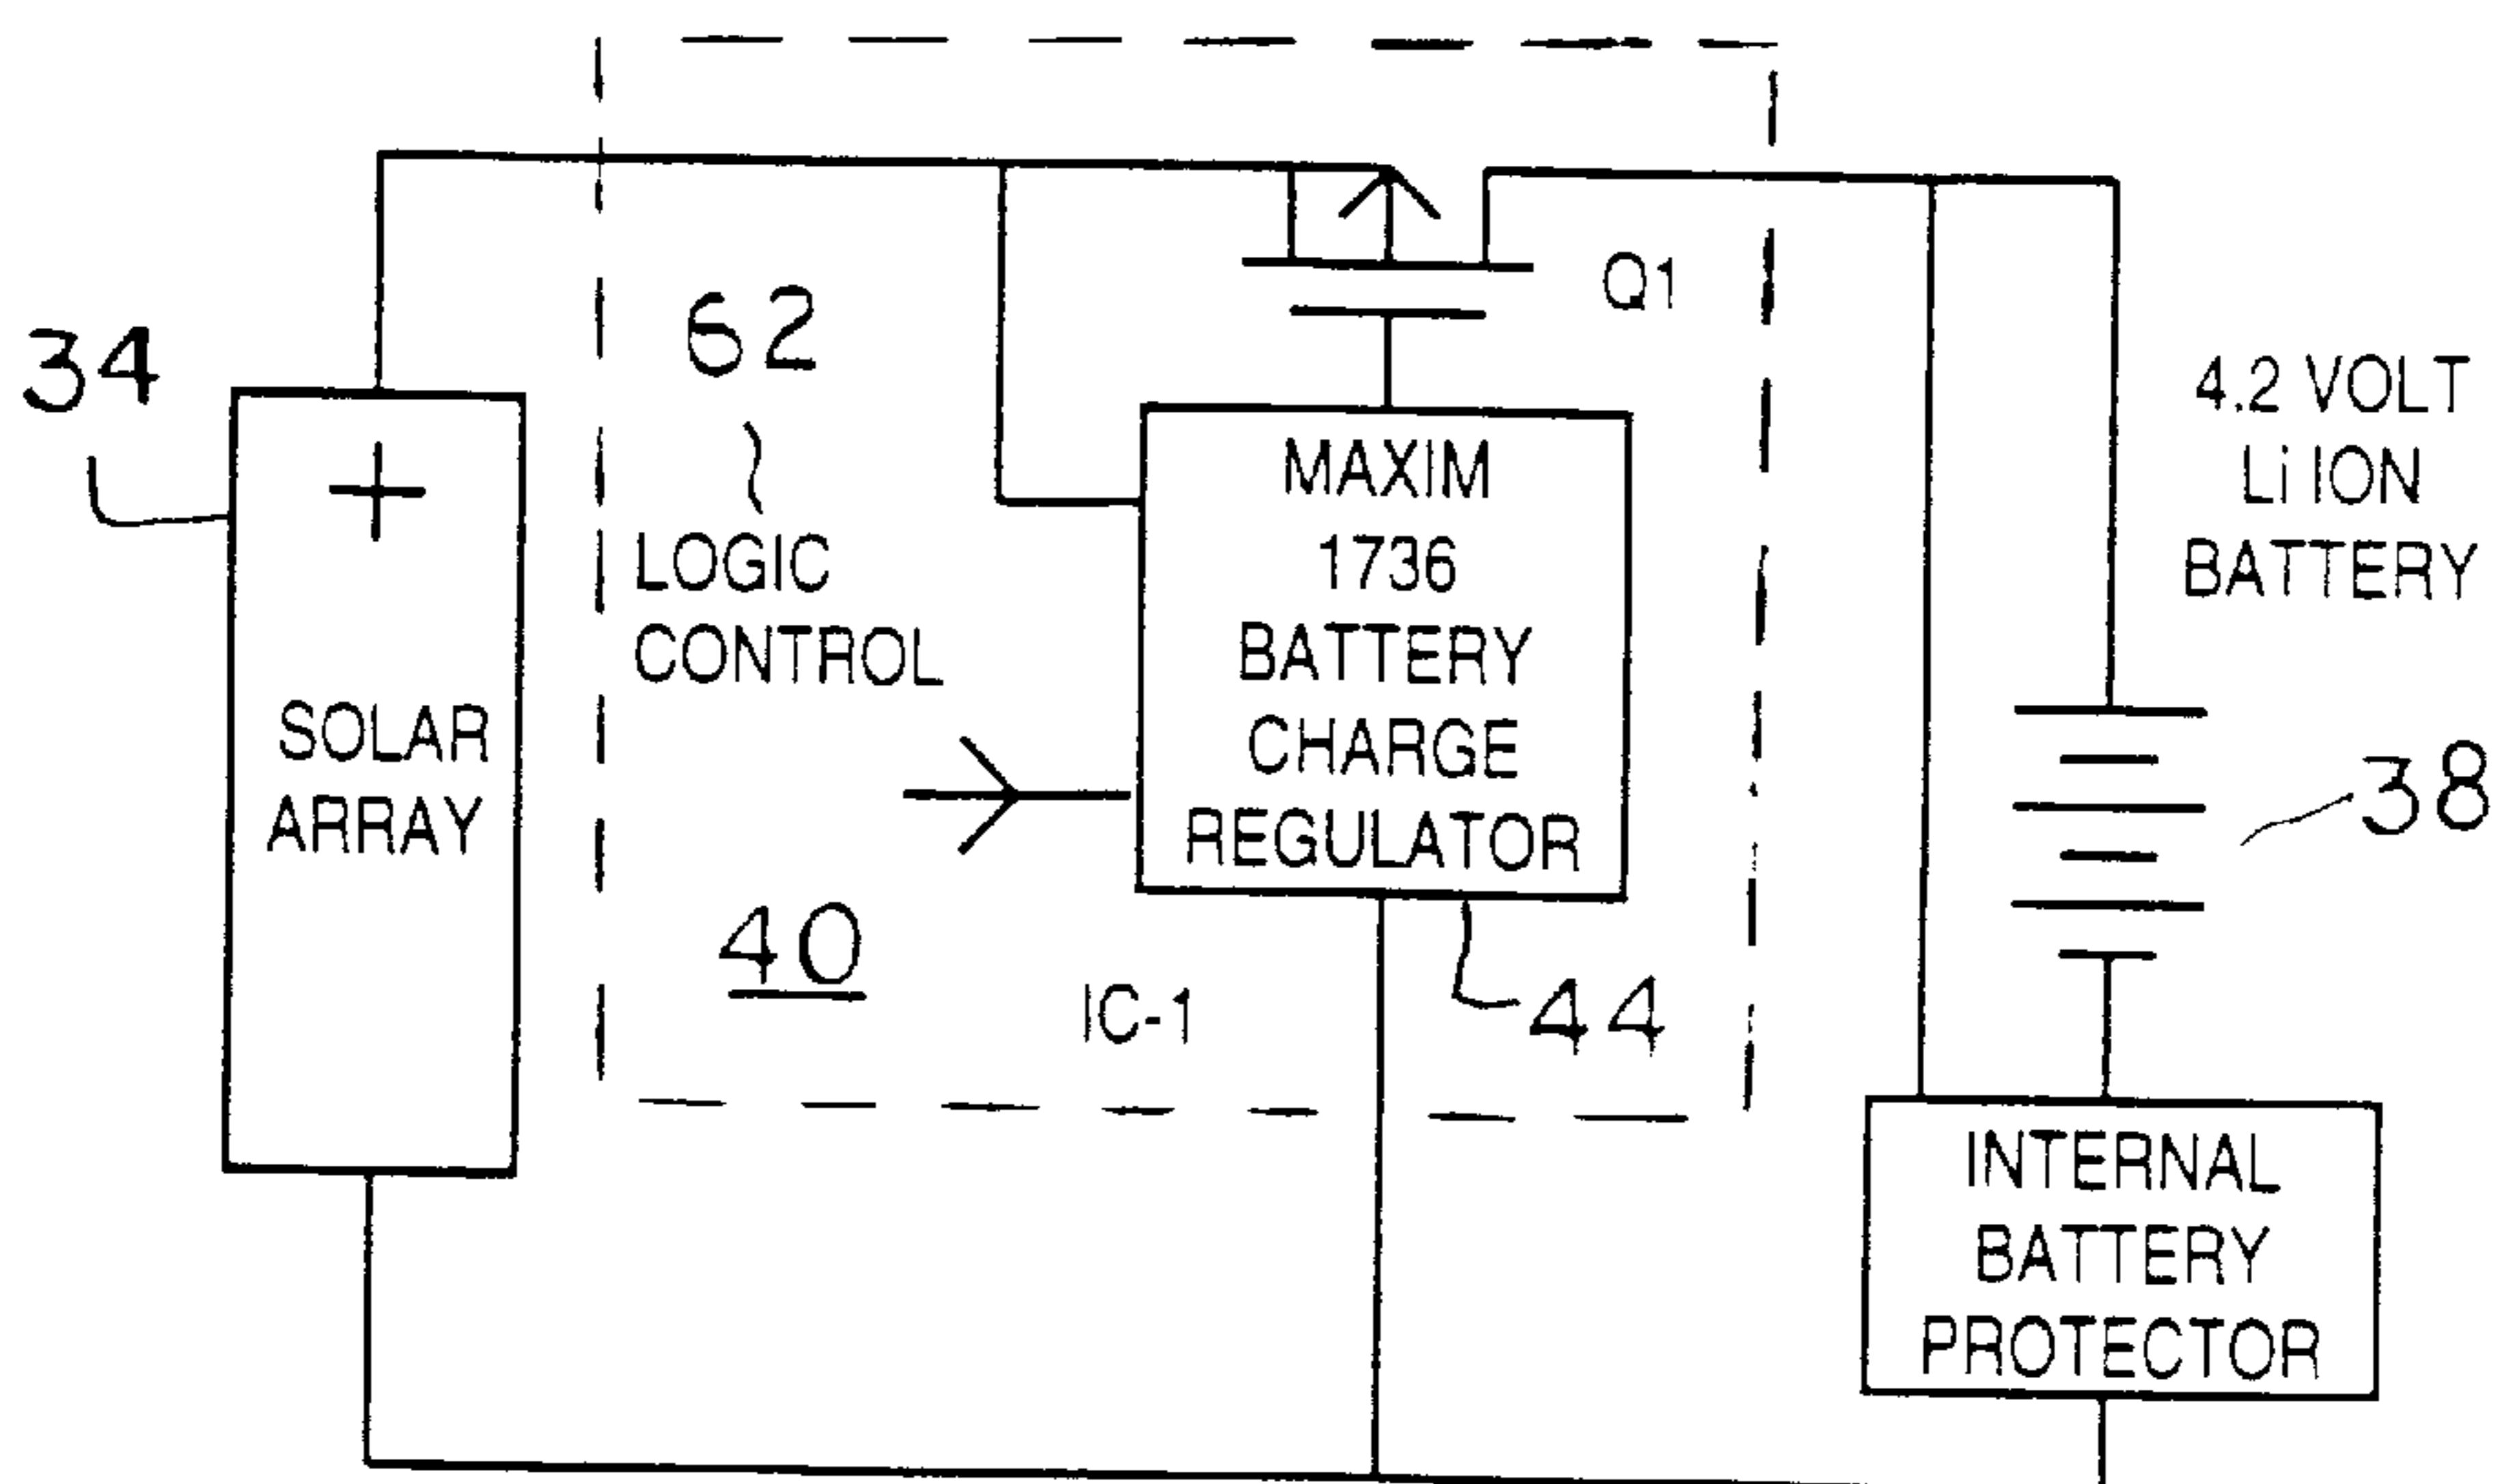 34
62
Q1
4.2 VOLT
Li ION
BATTERY
+
SOLAR
ARRAY
LOGIC
CONTROL
MAXIM
1736
BATTERY
CHARGE
REGULATOR
38
40
IC-1
44
INTERNAL
BATTERY
PROTECTOR